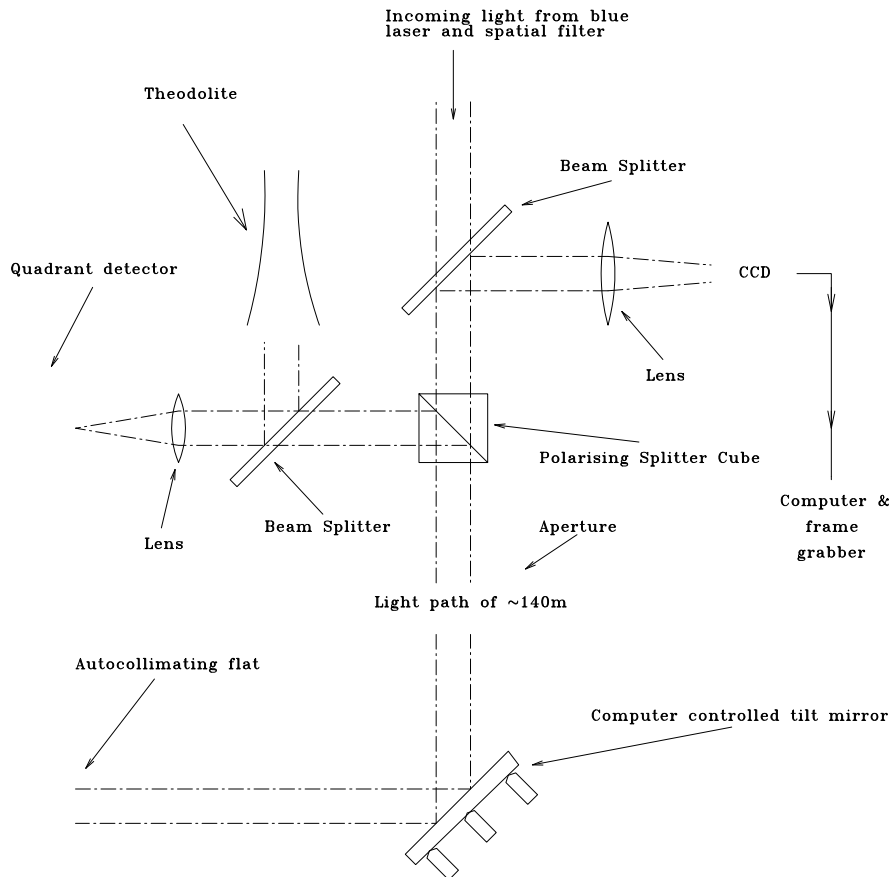 Incoming light from blue
laser and spatial filter
Theodolite
Beam Splitter
Quadrant detector
CCD
Lens
Polarising Splitter Cube
Computer &
frame
grabber
Beam Splitter
Aperture
Lens
Light path of ~140m
Autocollimating flat
Computer controlled tilt mirror